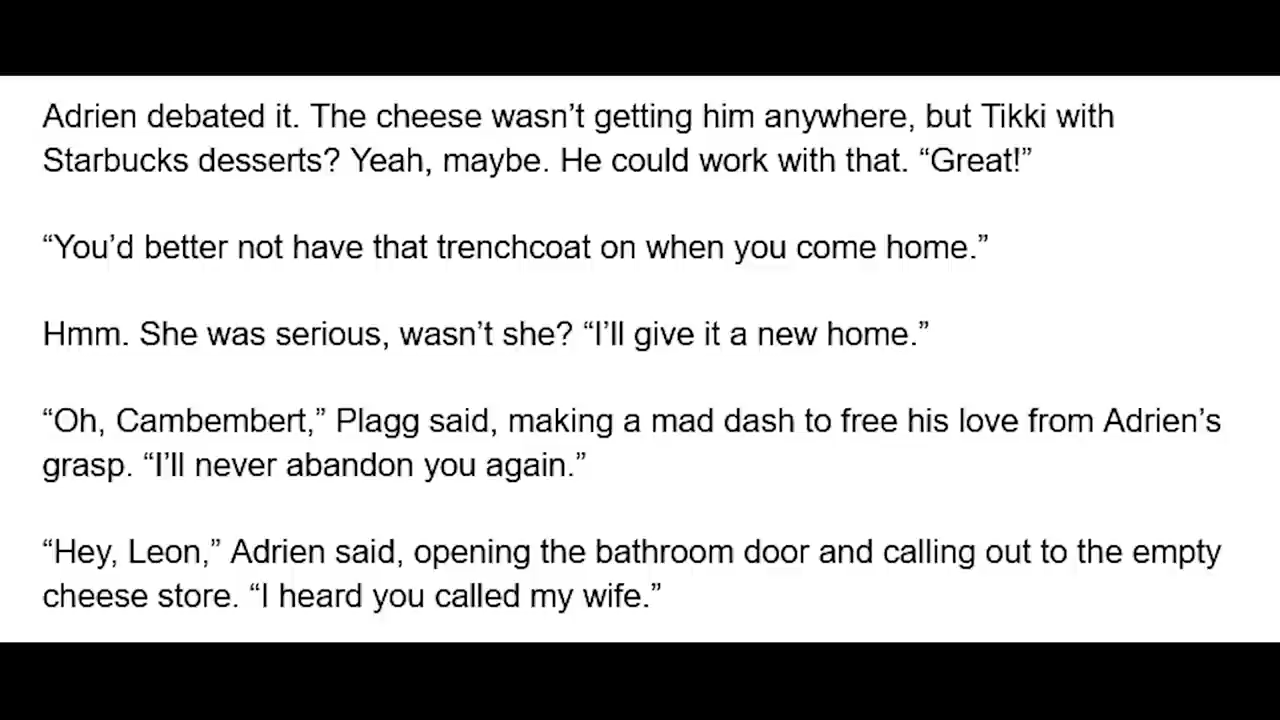 Adrien debated it. The cheese wasn’t getting him anywhere, but Tikki with
Starbucks desserts? Yeah, maybe. He could work with that. “Great!”
“You’d better not have that trenchcoat on when you come home.”
Hmm. She was serious, wasn’t she? “I’ll give it a new home.”
“Oh, Cambembert,” Plagg said, making a mad dash to free his love from Adrien’s
grasp. “I’ll never abandon you again.”
“Hey, Leon,” Adrien said, opening the bathroom door and calling out to the empty
cheese store. “I heard you called my wife.”